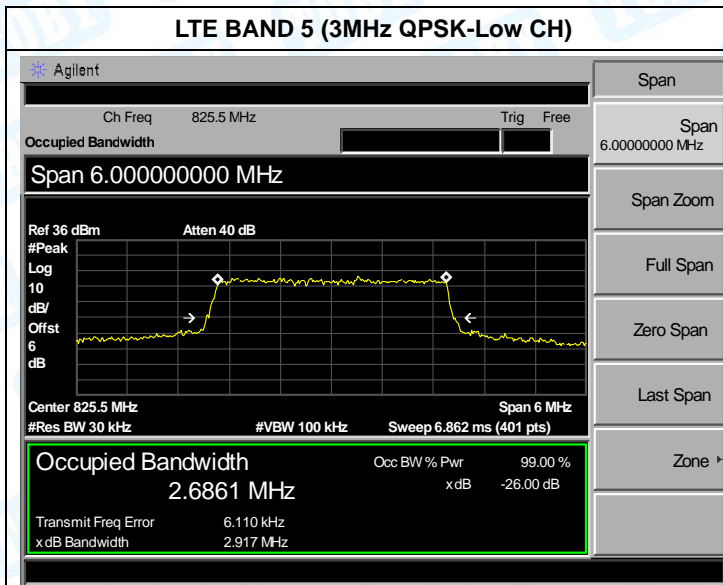 LTE BAND 5 (3MHz QPSK-Low CH)
Agilent
Span
Ch Freq 825.5 MHz Trig Free
Occupied Bandwidth
Span
6.00000000 MHz
Span 6.000000000 MHz
Span Zoom
Ref 36 dBm Atten 40 dB
#Peak
Log
10
dB/
Offst
6
dB
Full Span
Zero Span
Last Span
Center 825.5 MHz Span 6 MHz
#Res BW 30 kHz #VBW 100 kHz Sweep 6.862 ms (401 pts)
Zone
Occupied Bandwidth Occ BW % Pwr 99.00 %
2.6861 MHz x dB -26.00 dB
Transmit Freq Error 6.110 kHz
x dB Bandwidth 2.917 MHz